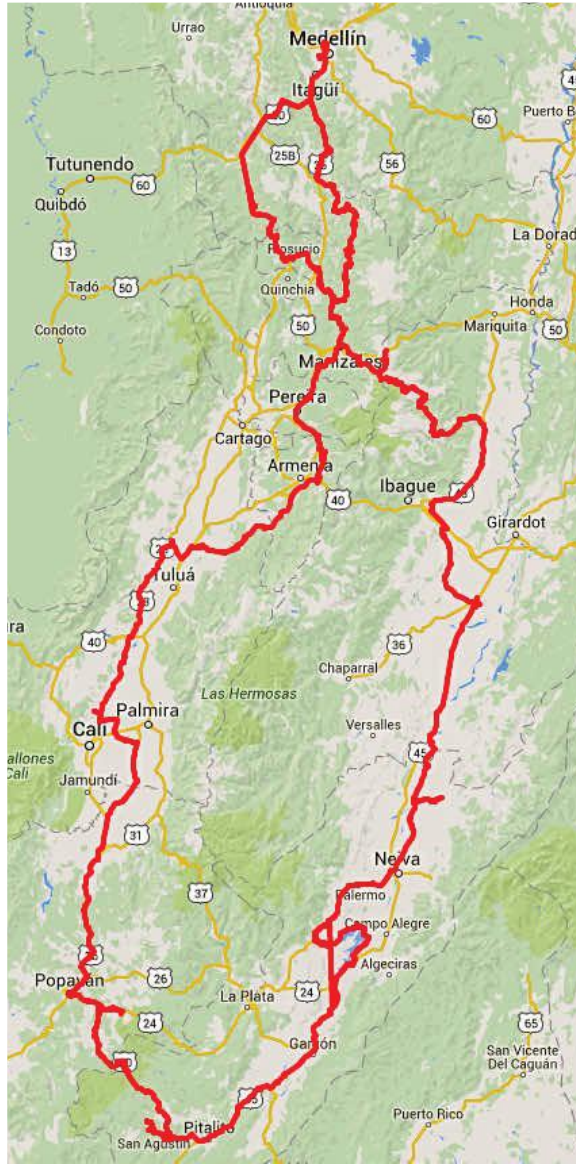 Antioquia
Urrao
Medellín
Itagüí
60
Puerto B
25B
56
Tutunendo
60
Quibdó
13
La Dorad
Riosucio
Quinchia
Tadó
50
Honda
50
Mariquita
50
Condoto
Manizales
Pereira
Cartago
Armenia
Ibague
40
Girardot
Tuluá
40
36
Chaparral
Las Hermosas
Palmira
Versalles
Cali
45
Jamundí
31
Neiva
37
Palermo
Campo Alegre
Algeciras
Popayán
26
La Plata
24
24
Garzón
65
San Vicente
Del Caguán
Pitalito
San Agustín
Puerto Rico